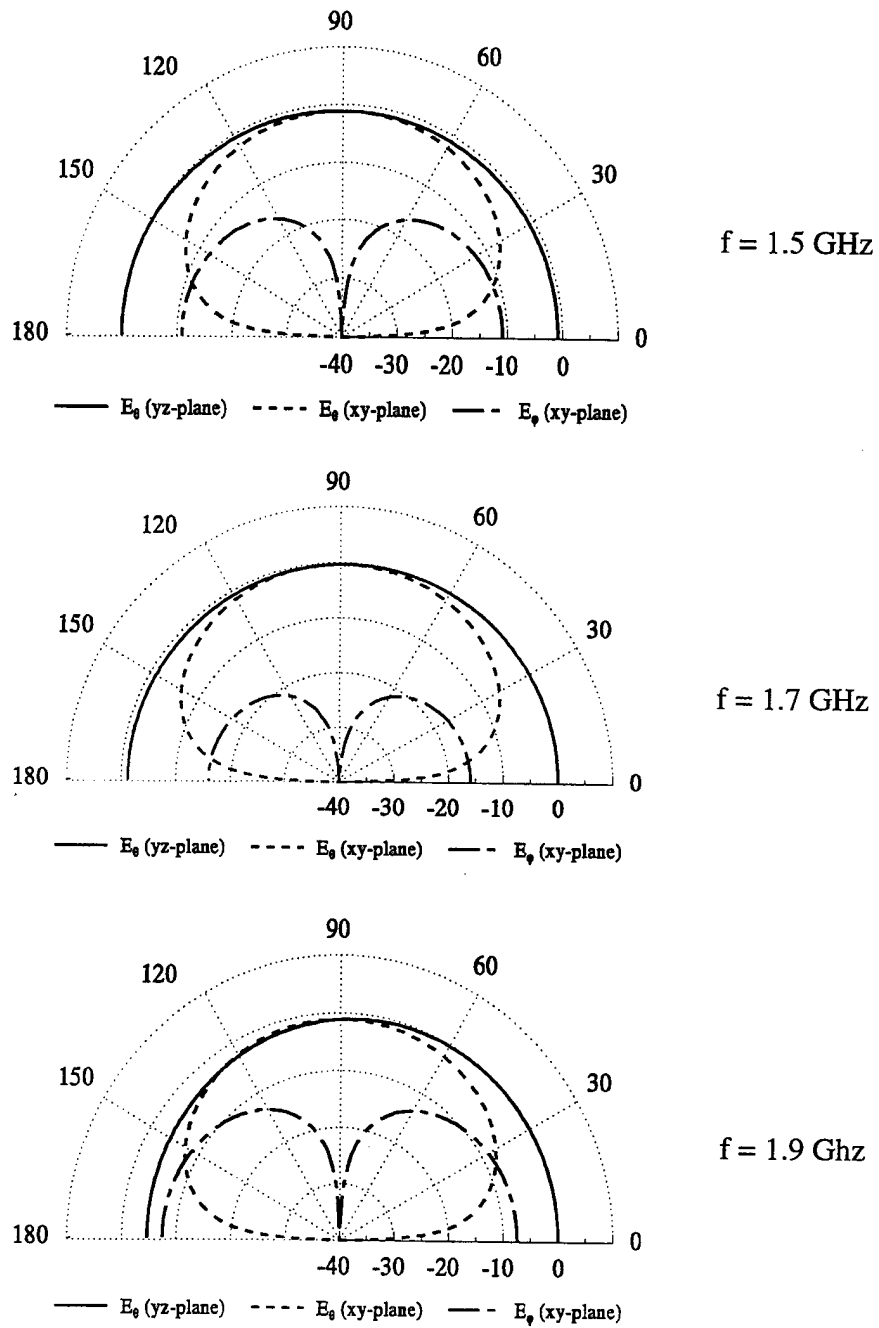 90
120
60
150
30
f = 1.5 GHz
180
0
-40 -30 -20 -10 0
E_θ (yz-plane) E_θ (xy-plane) E_φ (xy-plane)
90
120
60
150
30
f = 1.7 GHz
180
0
-40 -30 -20 -10 0
E_θ (yz-plane) E_θ (xy-plane) E_φ (xy-plane)
90
120
60
150
30
f = 1.9 Ghz
180
0
-40 -30 -20 -10 0
E_θ (yz-plane) E_θ (xy-plane) E_φ (xy-plane)